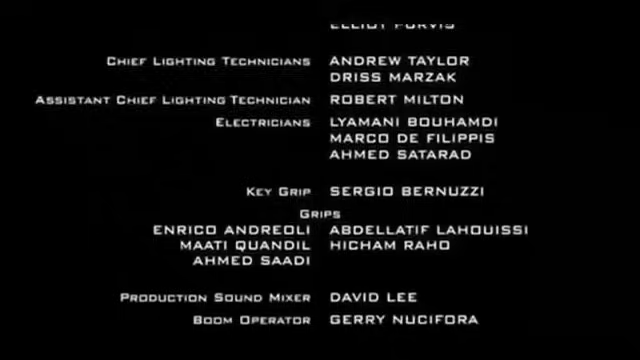 ELLIOT PURVIS
CHIEF LIGHTING TECHNICIANS ANDREW TAYLOR
DRISS MARZAK
ASSISTANT CHIEF LIGHTING TECHNICIAN ROBERT MILTON
ELECTRICIANS LYAMANI BOUHAMDI
MARCO DE FILIPPIS
AHMED SATARAD
KEY GRIP SERGIO BERNUZZI
GRIPS
ENRICO ANDREOLI ABDELLATIF LAHOUISSI
MAATI QUANDIL HICHAM RAHO
AHMED SAADI
PRODUCTION SOUND MIXER DAVID LEE
BOOM OPERATOR GERRY NUCIFORA